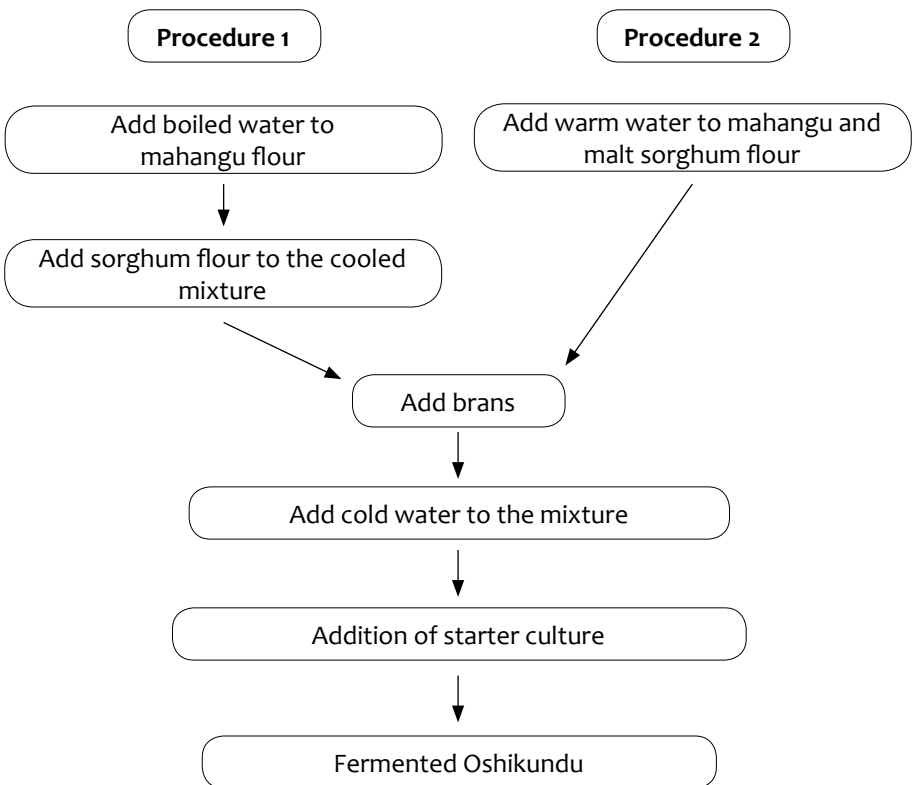 Procedure 1
Procedure 2
Add boiled water to
mahangu flour
Add warm water to mahangu and
malt sorghum flour
Add sorghum flour to the cooled
mixture
Add brans
Add cold water to the mixture
Addition of starter culture
Fermented Oshikundu